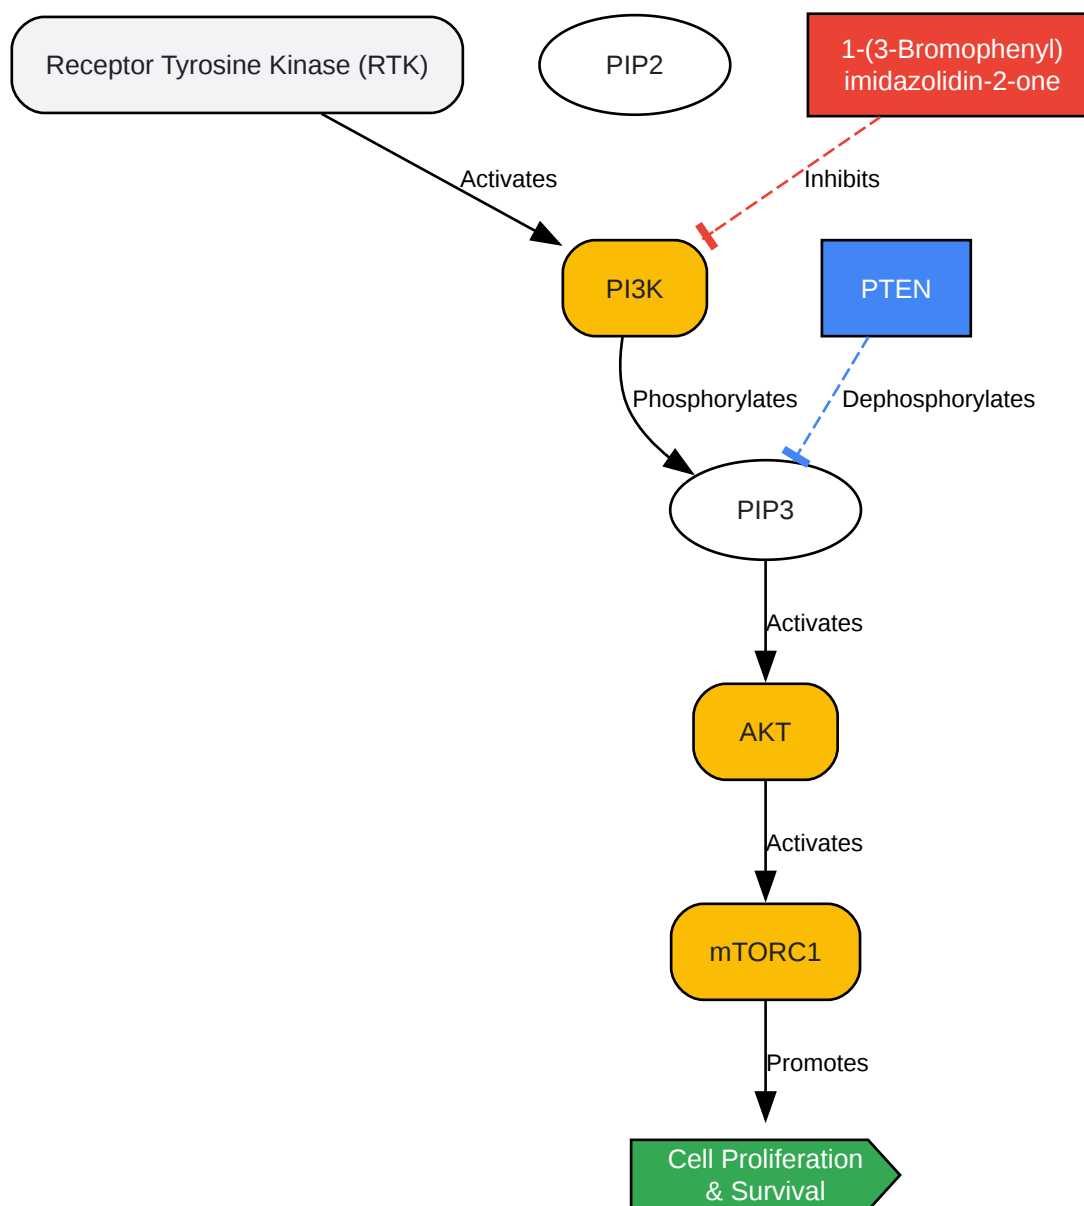 Receptor Tyrosine Kinase (RTK)
PIP2
1-(3-Bromophenyl)
imidazolidin-2-one
Activates
Inhibits
PI3K
PTEN
Phosphorylates
Dephosphorylates
PIP3
Activates
AKT
Activates
mTORC1
Promotes
Cell Proliferation
& Survival